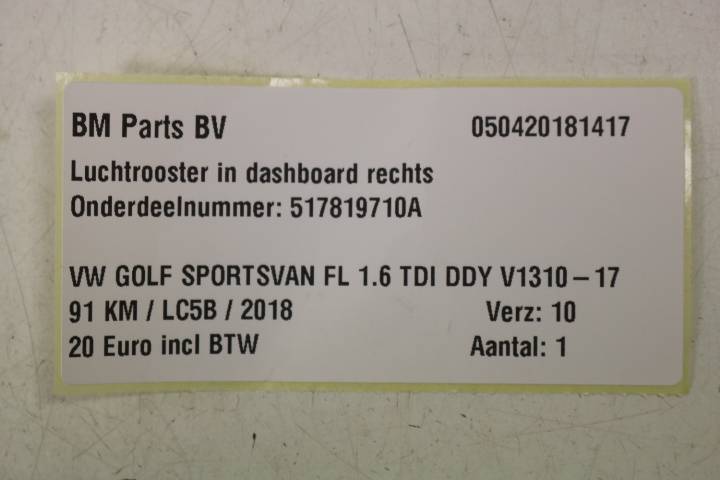 BM Parts BV 050420181417
Luchtrooster in dashboard rechts
Onderdeelnummer: 517819710A
VW GOLF SPORTSVAN FL 1.6 TDI DDY V1310-17
91 KM / LC5B / 2018 Verz: 10
20 Euro incl BTW Aantal: 1